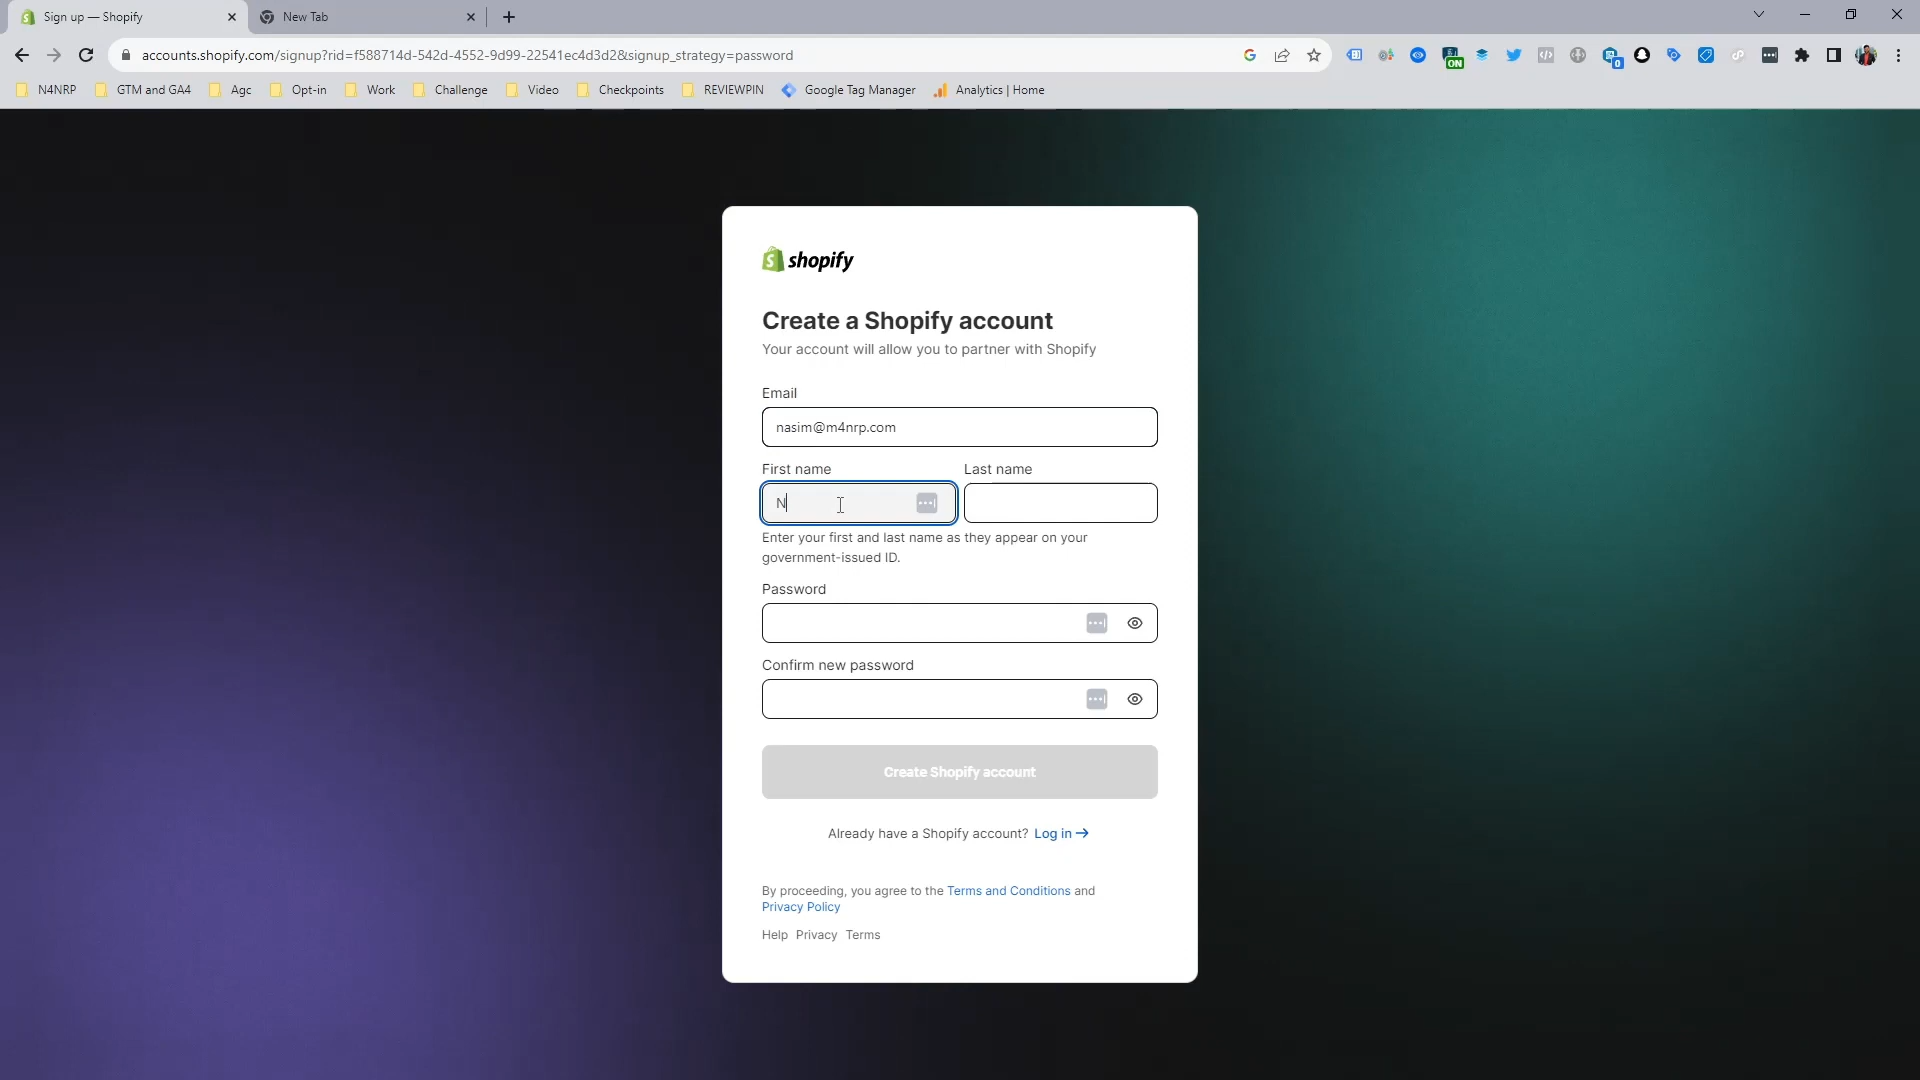 Sign up — Shopify
New Tab
accounts.shopify.com/signup?rid=f588714d-542d-4552-9d99-22541ec4d3d2&signup_strategy=password
ON
0
N4NRP
GTM and GA4
Agc
Opt-in
Work
Challenge
Video
Checkpoints
REVIEWPIN
Google Tag Manager
Analytics | Home
shopify
Create a Shopify account
Your account will allow you to partner with Shopify
Email
nasim@m4nrp.com
First name
Last name
N
Enter your first and last name as they appear on your
government-issued ID.
Password
Confirm new password
Create Shopify account
Already have a Shopify account? Log in →
By proceeding, you agree to the Terms and Conditions and
Privacy Policy
Help Privacy Terms